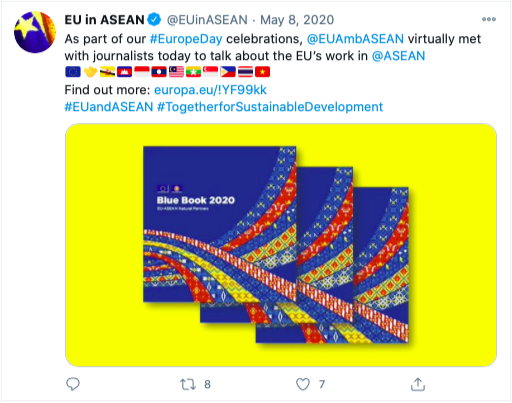 EU in ASEAN @EUinASEAN · May 8, 2020
As part of our #EuropeDay celebrations, @EUAmbASEAN virtually met
with journalists today to talk about the EU's work in @ASEAN
🇪🇺🤝🇧🇳🇰🇭🇮🇩🇱🇦🇲🇾🇲🇲🇸🇬🇵🇭🇹🇭🇻🇳
Find out more: europa.eu/!YF99kk
#EUandASEAN #TogetherforSustainableDevelopment
Blue Book 2020
EU-ASEAN Natural Partners
8
7